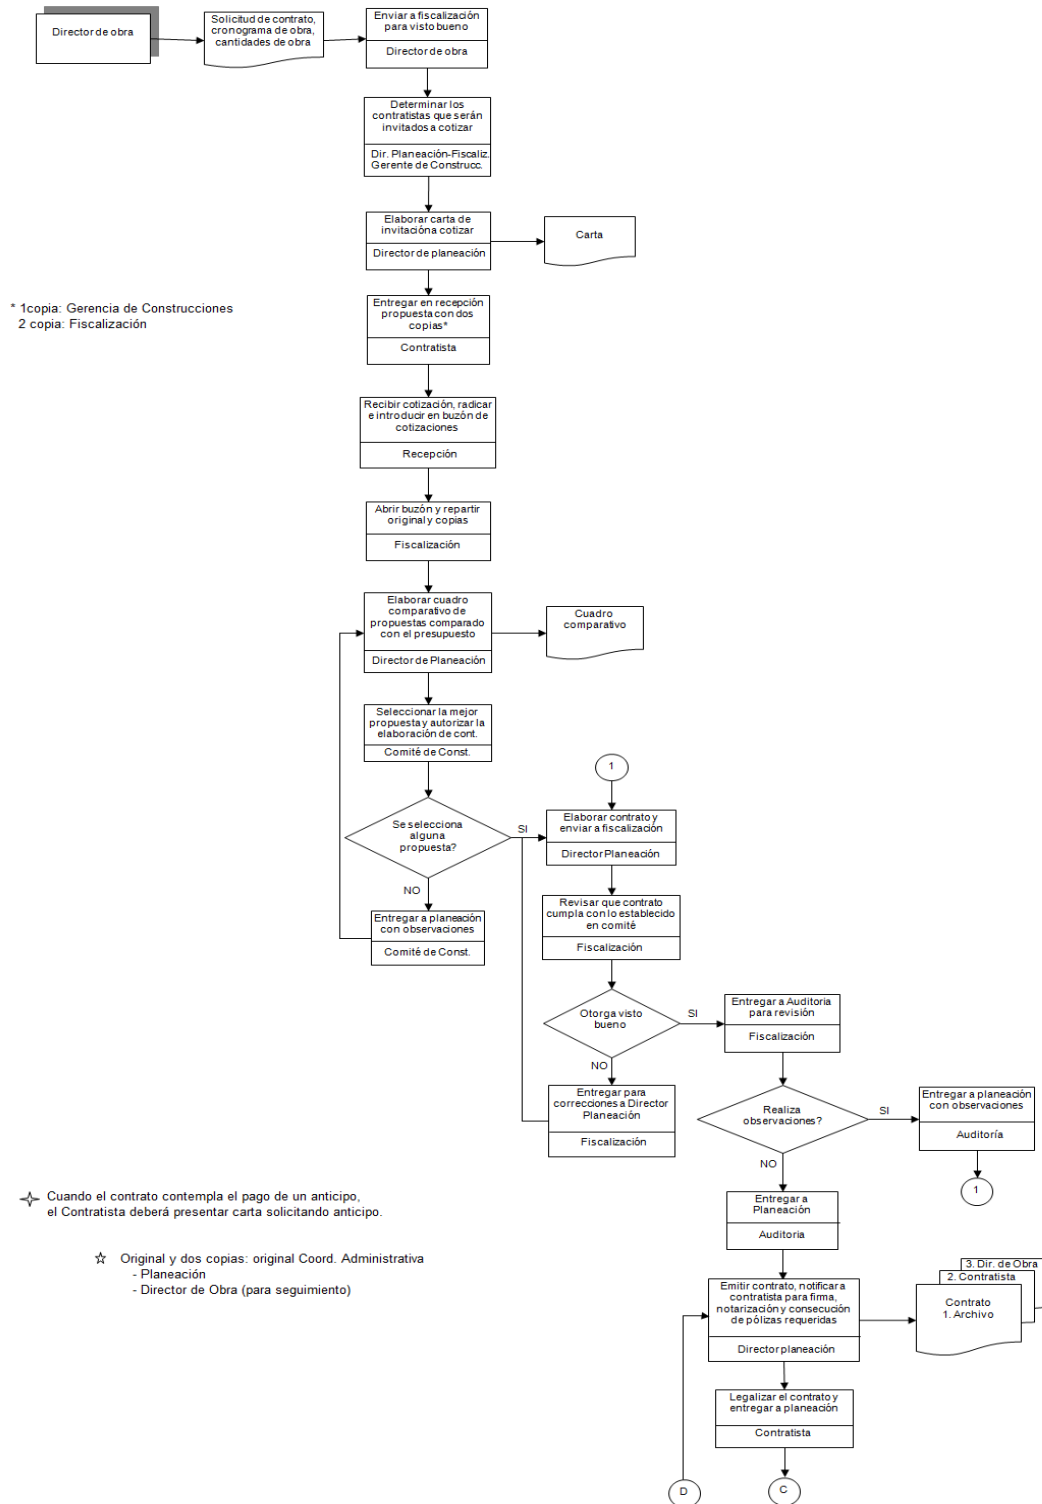 Director de obra
Solicitud de contrato,
cronograma de obra,
cantidades de obra
Enviar a fiscalización
para visto bueno
Director de obra
Determinar los
contratistas que serán
invitados a cotizar
Dir. Planeación-Fiscaliz.
Gerente de Construcc.
Elaborar carta de
invitacióna cotizar
Director de planeación
Carta
* 1copia: Gerencia de Construcciones
2 copia: Fiscalización
Entregar en recepción
propuesta con dos
copias*
Contratista
Recibir cotización, radicar
e introducir en buzón de
cotizaciones
Recepción
Abrir buzón y repartir
original y copias
Fiscalización
Elaborar cuadro
comparativo de
propuestas comparado
con el presupuesto
Director de Planeación
Cuadro
comparativo
Seleccionar la mejor
propuesta y autorizar la
elaboración de cont.
Comité de Const.
1
Se selecciona
alguna
propuesta?
SI
NO
Elaborar contrato y
enviar a fiscalización
Director Planeación
Entregar a planeación
con observaciones
Comité de Const.
Revisar que contrato
cumpla con lo establecido
en comité
Fiscalización
Otorga visto
bueno
SI
NO
Entregar a Auditoria
para revisión
Fiscalización
Entregar para
correcciones a Director
Planeación
Fiscalización
Realiza
observaciones?
SI
NO
Entregar a planeación
con observaciones
Auditoría
1
Cuando el contrato contempla el pago de un anticipo,
el Contratista deberá presentar carta solicitando anticipo.
Entregar a
Planeación
Auditoria
Original y dos copias: original Coord. Administrativa
- Planeación
- Director de Obra (para seguimiento)
Emitir contrato, notificar a
contratista para firma,
notarización y consecución
de pólizas requeridas
Director planeación
3. Dir. de Obra
2. Contratista
Contrato
1. Archivo
Legalizar el contrato y
entregar a planeación
Contratista
D
C